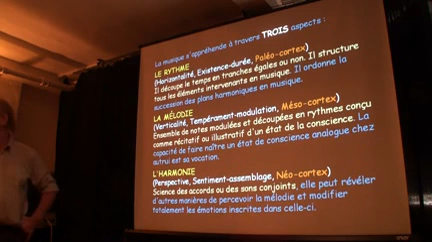 La musique s'appréhende à travers TROIS aspects :
LE RYTHME
(Horizontalité, Existence-durée, Paléo-cortex)
Il découpe le temps en tranches égales ou non. Il structure
tous les éléments intervenants en musique. Il ordonne la
succession des plans harmoniques en musique.
LA MÉLODIE
(Verticalité, Tempérament-modulation, Méso-cortex)
Ensemble de notes modulées et découpées en rythmes conçu
comme récitatif ou illustratif d'un état de la conscience. La
capacité de faire naître un état de conscience analogue chez
autrui est sa vocation.
L'HARMONIE
(Perspective, Sentiment-assemblage, Néo-cortex)
Science des accords ou des sons conjoints, elle peut révéler
d'autres manières de percevoir la mélodie et modifier
totalement les émotions inscrites dans celle-ci.